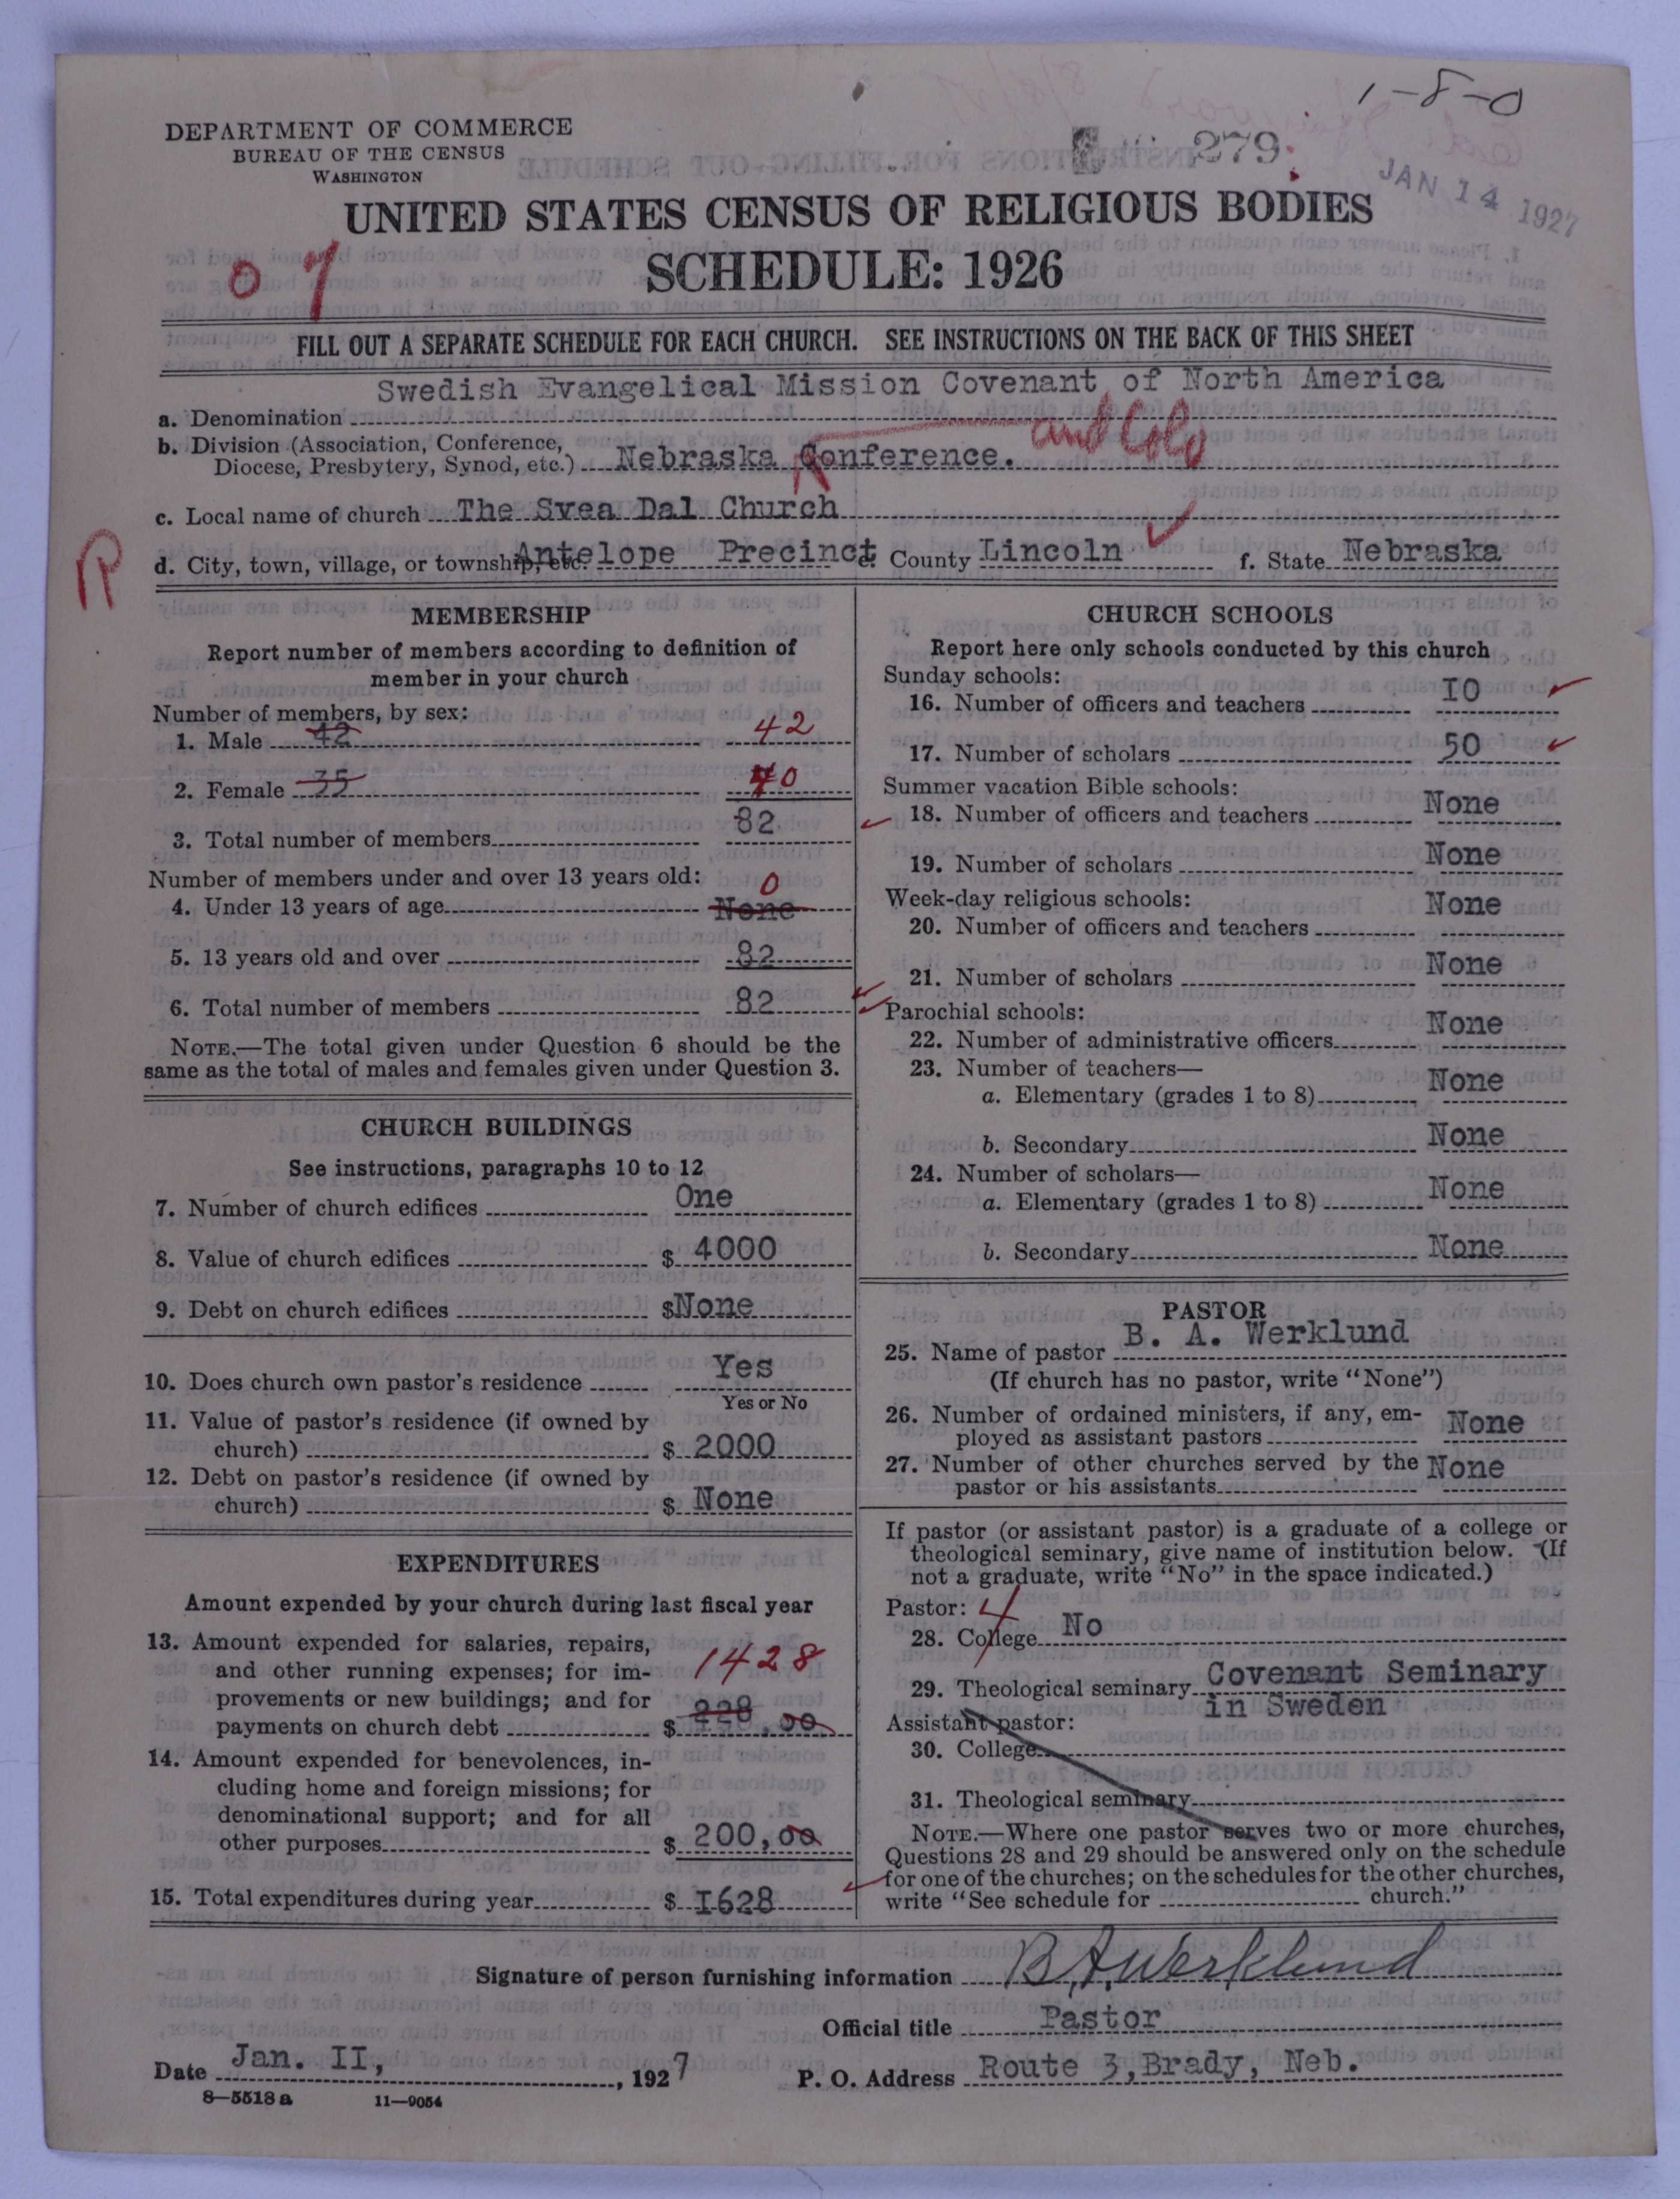 1-8-0
DEPARTMENT OF COMMERCE
BUREAU OF THE CENSUS
WASHINGTON
279
JAN 14 1927
UNITED STATES CENSUS OF RELIGIOUS BODIES
SCHEDULE: 1926
0 7
FILL OUT A SEPARATE SCHEDULE FOR EACH CHURCH. SEE INSTRUCTIONS ON THE BACK OF THIS SHEET
Swedish Evangelical Mission Covenant of North America
a. Denomination
and Colo
b. Division (Association, Conference,
Diocese, Presbytery, Synod, etc.) Nebraska Conference.
c. Local name of church The Svea Dal Church
R
d. City, town, village, or township, etc. Antelope Precinct e. County Lincoln f. State Nebraska
MEMBERSHIP
Report number of members according to definition of
member in your church
Number of members, by sex:
1. Male 42 42
2. Female 35 40
3. Total number of members 82
Number of members under and over 13 years old:
0
4. Under 13 years of age None
5. 13 years old and over 82
6. Total number of members 82
NOTE.—The total given under Question 6 should be the
same as the total of males and females given under Question 3.
CHURCH BUILDINGS
See instructions, paragraphs 10 to 12
7. Number of church edifices One
8. Value of church edifices $ 4000
9. Debt on church edifices $None
10. Does church own pastor's residence Yes
Yes or No
11. Value of pastor's residence (if owned by
church) $ 2000
12. Debt on pastor's residence (if owned by
church) $ None
EXPENDITURES
Amount expended by your church during last fiscal year
13. Amount expended for salaries, repairs,
and other running expenses; for im-
1428
provements or new buildings; and for
payments on church debt $ 228,00
14. Amount expended for benevolences, in-
cluding home and foreign missions; for
denominational support; and for all
other purposes $ 200,00
15. Total expenditures during year $ I628
CHURCH SCHOOLS
Report here only schools conducted by this church
Sunday schools:
16. Number of officers and teachers IO
17. Number of scholars 50
Summer vacation Bible schools:
18. Number of officers and teachers None
19. Number of scholars None
Week-day religious schools:
20. Number of officers and teachers None
21. Number of scholars None
Parochial schools:
22. Number of administrative officers None
23. Number of teachers—
a. Elementary (grades 1 to 8) None
b. Secondary None
24. Number of scholars—
a. Elementary (grades 1 to 8) None
b. Secondary None
PASTOR
25. Name of pastor B. A. Werklund
(If church has no pastor, write "None")
26. Number of ordained ministers, if any, em-
ployed as assistant pastors None
27. Number of other churches served by the
pastor or his assistants None
If pastor (or assistant pastor) is a graduate of a college or
theological seminary, give name of institution below. (If
not a graduate, write "No" in the space indicated.)
Pastor: 4
28. College No
29. Theological seminary Covenant Seminary
in Sweden
Assistant pastor:
30. College
31. Theological seminary
NOTE.—Where one pastor serves two or more churches,
Questions 28 and 29 should be answered only on the schedule
for one of the churches; on the schedules for the other churches,
write "See schedule for church."
Signature of person furnishing information B. A. Werklund
Official title Pastor
Date Jan. II, , 1927 P. O. Address Route 3, Brady, Neb.
8—5518 a 11—9054